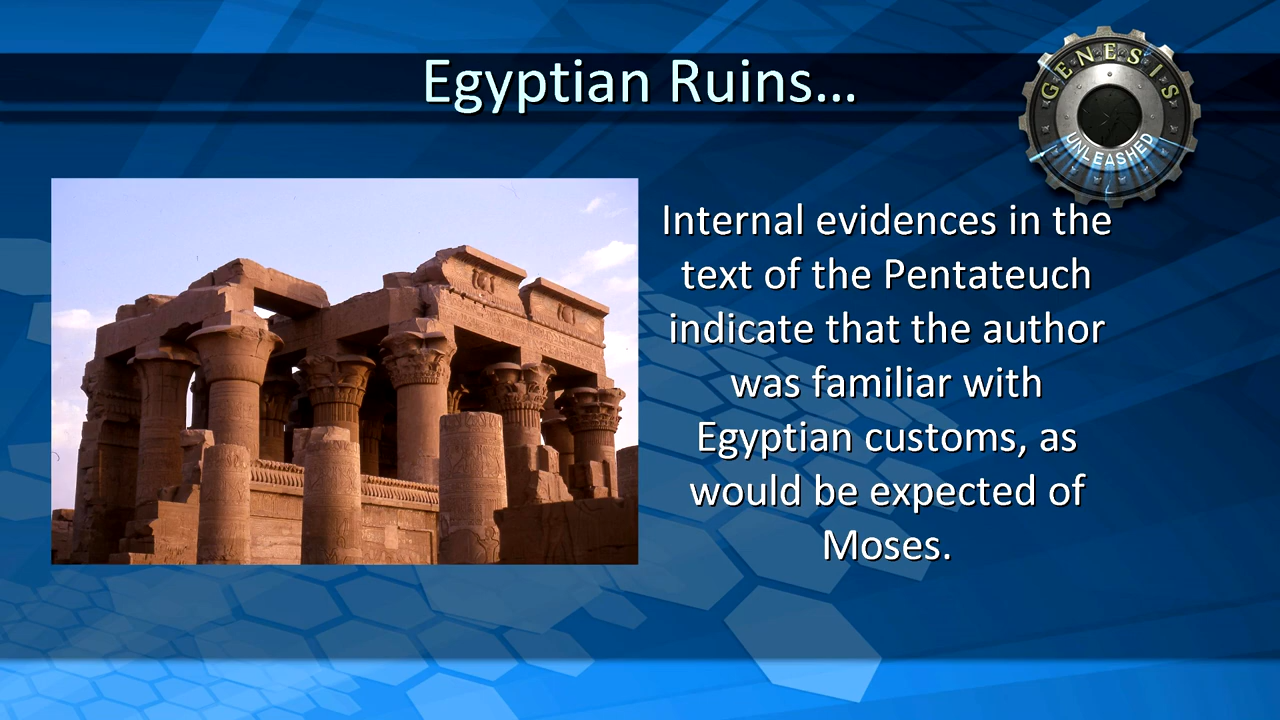 Egyptian Ruins...
GENESIS
UNLEASHED
Internal evidences in the
text of the Pentateuch
indicate that the author
was familiar with
Egyptian customs, as
would be expected of
Moses.